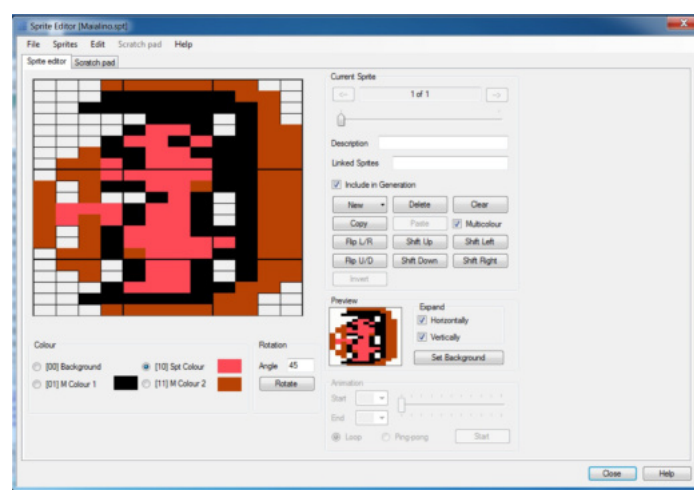 Sprite Editor [Maialino.spt]
File Sprites Edit Scratch pad Help
Sprite editor Scratch pad
Current Sprite
<-- 1 of 1 -->
Description
Linked Sprites
Include in Generation
New Delete Clear
Copy Paste Multicolour
Flip L/R Shift Up Shift Left
Flip U/D Shift Down Shift Right
Invert
Preview
Expand
Horizontally
Vertically
Set Background
Colour
[00] Background [10] Spt Colour
[01] M Colour 1 [11] M Colour 2
Rotation
Angle 45
Rotate
Animation
Start
End
Loop Ping-pong Start
Close Help